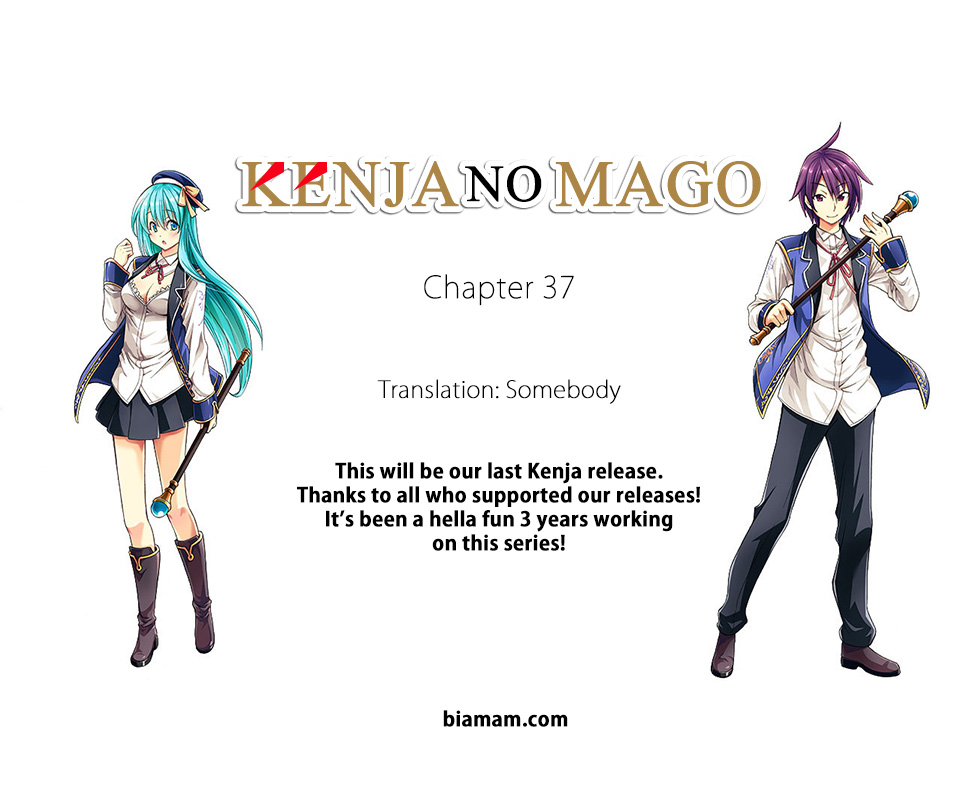 KENJA NO MAGO
Chapter 37
Translation: Somebody
This will be our last Kenja release.
Thanks to all who supported our releases!
It's been a hella fun 3 years working
on this series!
biamam.com